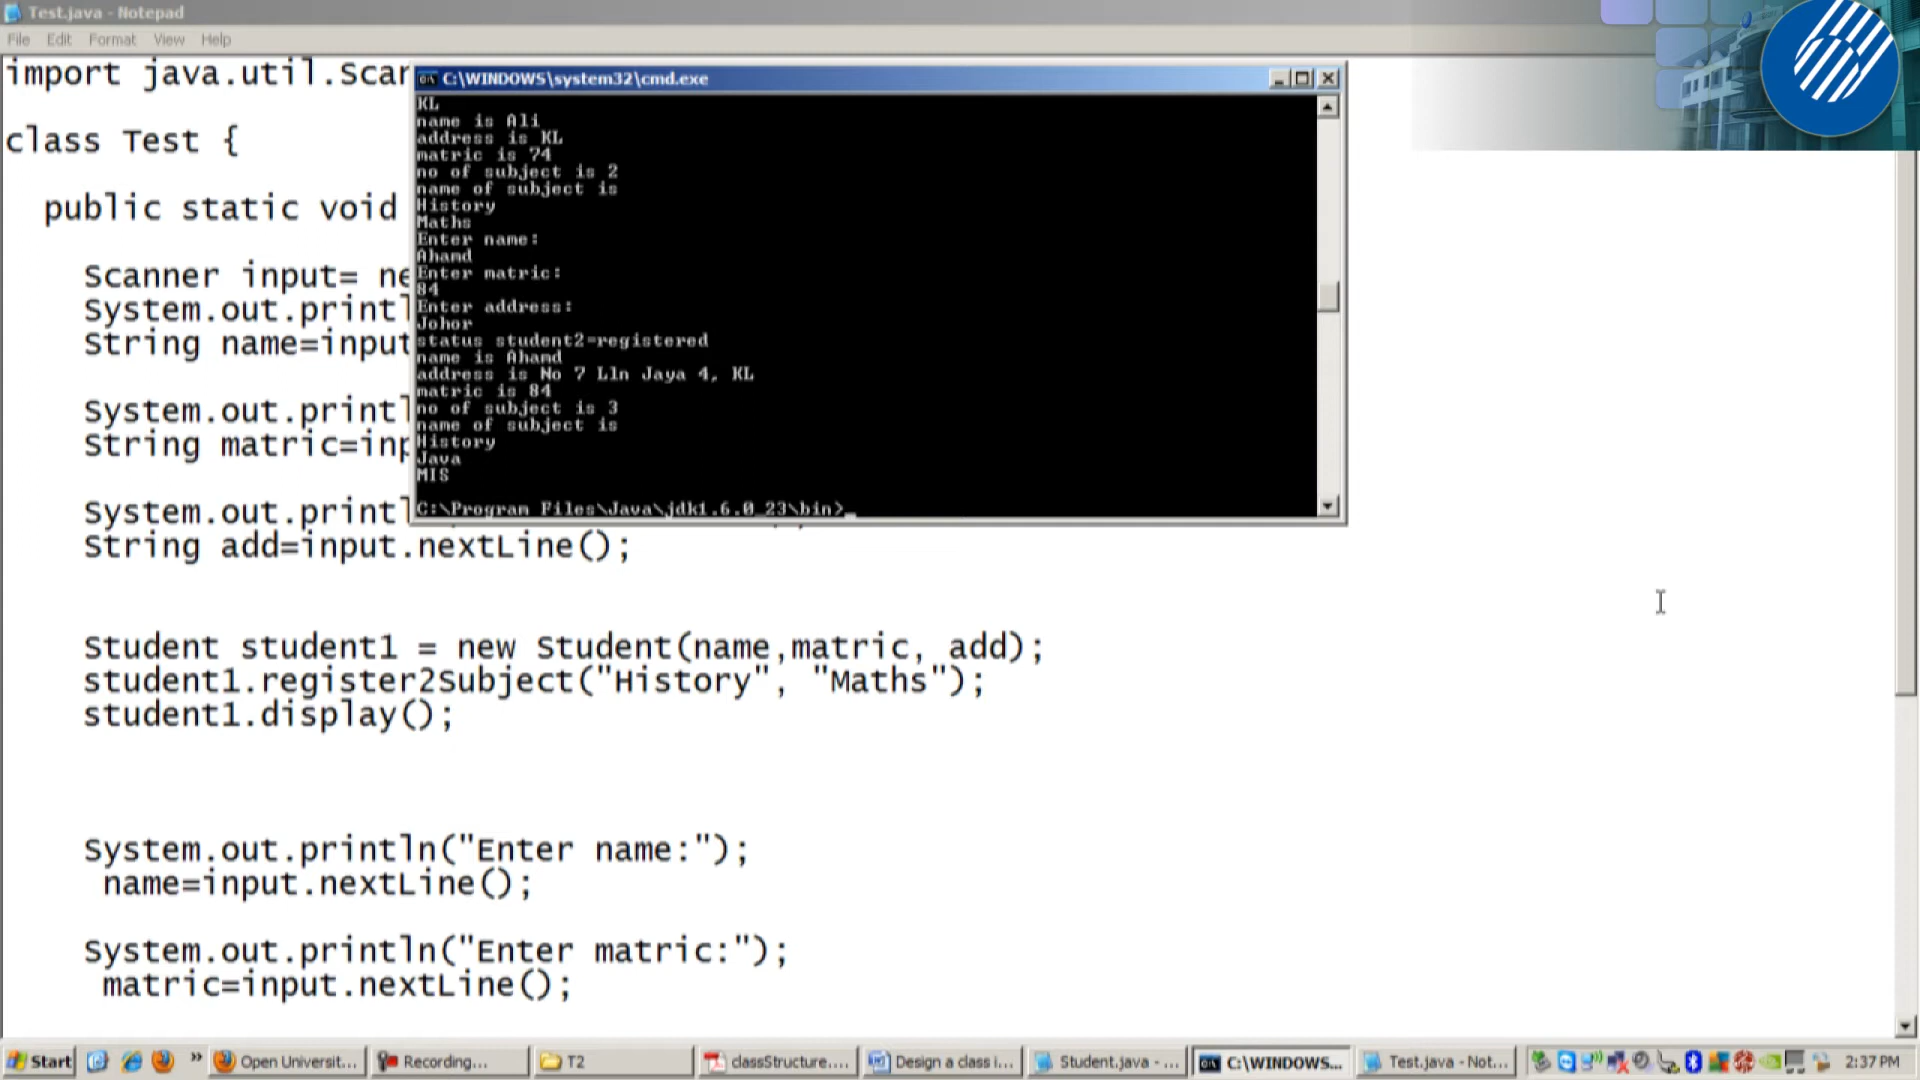 Test.java - Notepad
File Edit Format View Help
import java.util.Scan
class Test {
public static void
Scanner input= ne
System.out.printl
String name=input
System.out.printl
String matric=inp
System.out.printl
String add=input.nextLine();
Student student1 = new Student(name,matric, add);
student1.register2Subject("History", "Maths");
student1.display();
System.out.println("Enter name:");
name=input.nextLine();
System.out.println("Enter matric:");
matric=input.nextLine();
C:\WINDOWS\system32\cmd.exe
KL
name is Ali
address is KL
matric is 74
no of subject is 2
name of subject is
History
Maths
Enter name:
Ahamd
Enter matric:
84
Enter address:
Johor
status student2=registered
name is Ahamd
address is No 7 Lln Jaya 4, KL
matric is 84
no of subject is 3
name of subject is
History
Java
MIS
C:\Program Files\Java\jdk1.6.0_23\bin>_
Start » Open Universit... Recording... T2 classStructure.... Design a class i... Student.java - ... C:\WINDOWS... Test.java - Not... 2:37 PM